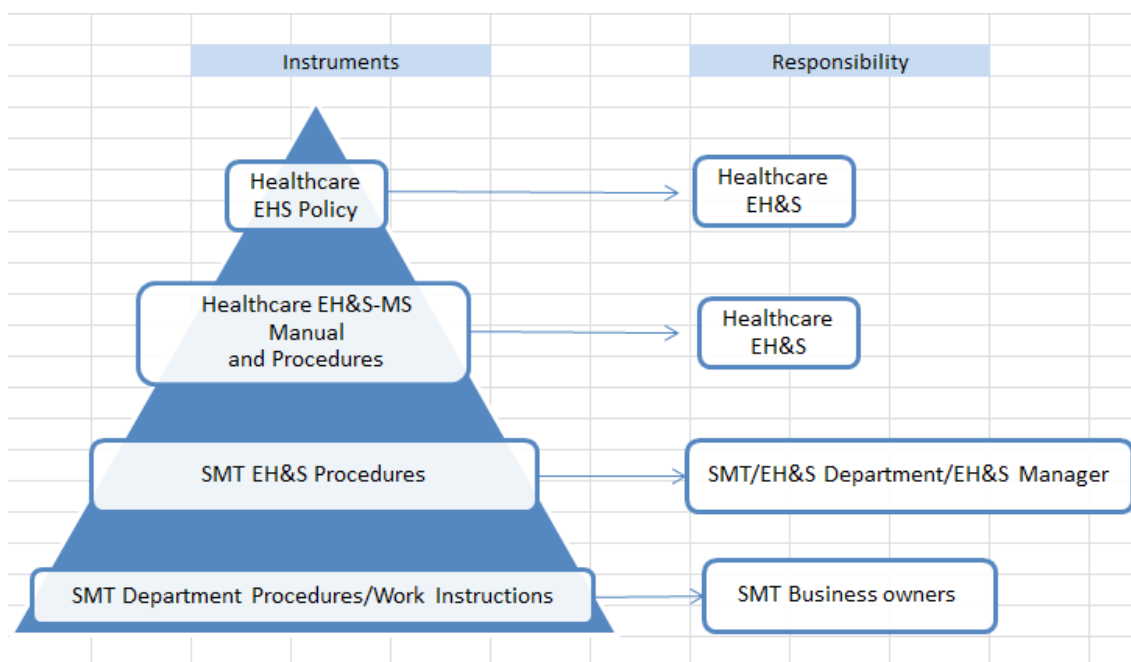 Instruments
Responsibility
Healthcare
EHS Policy
Healthcare
EH&S
Healthcare EH&S-MS
Manual
and Procedures
Healthcare
EH&S
SMT EH&S Procedures
SMT/EH&S Department/EH&S Manager
SMT Department Procedures/Work Instructions
SMT Business owners